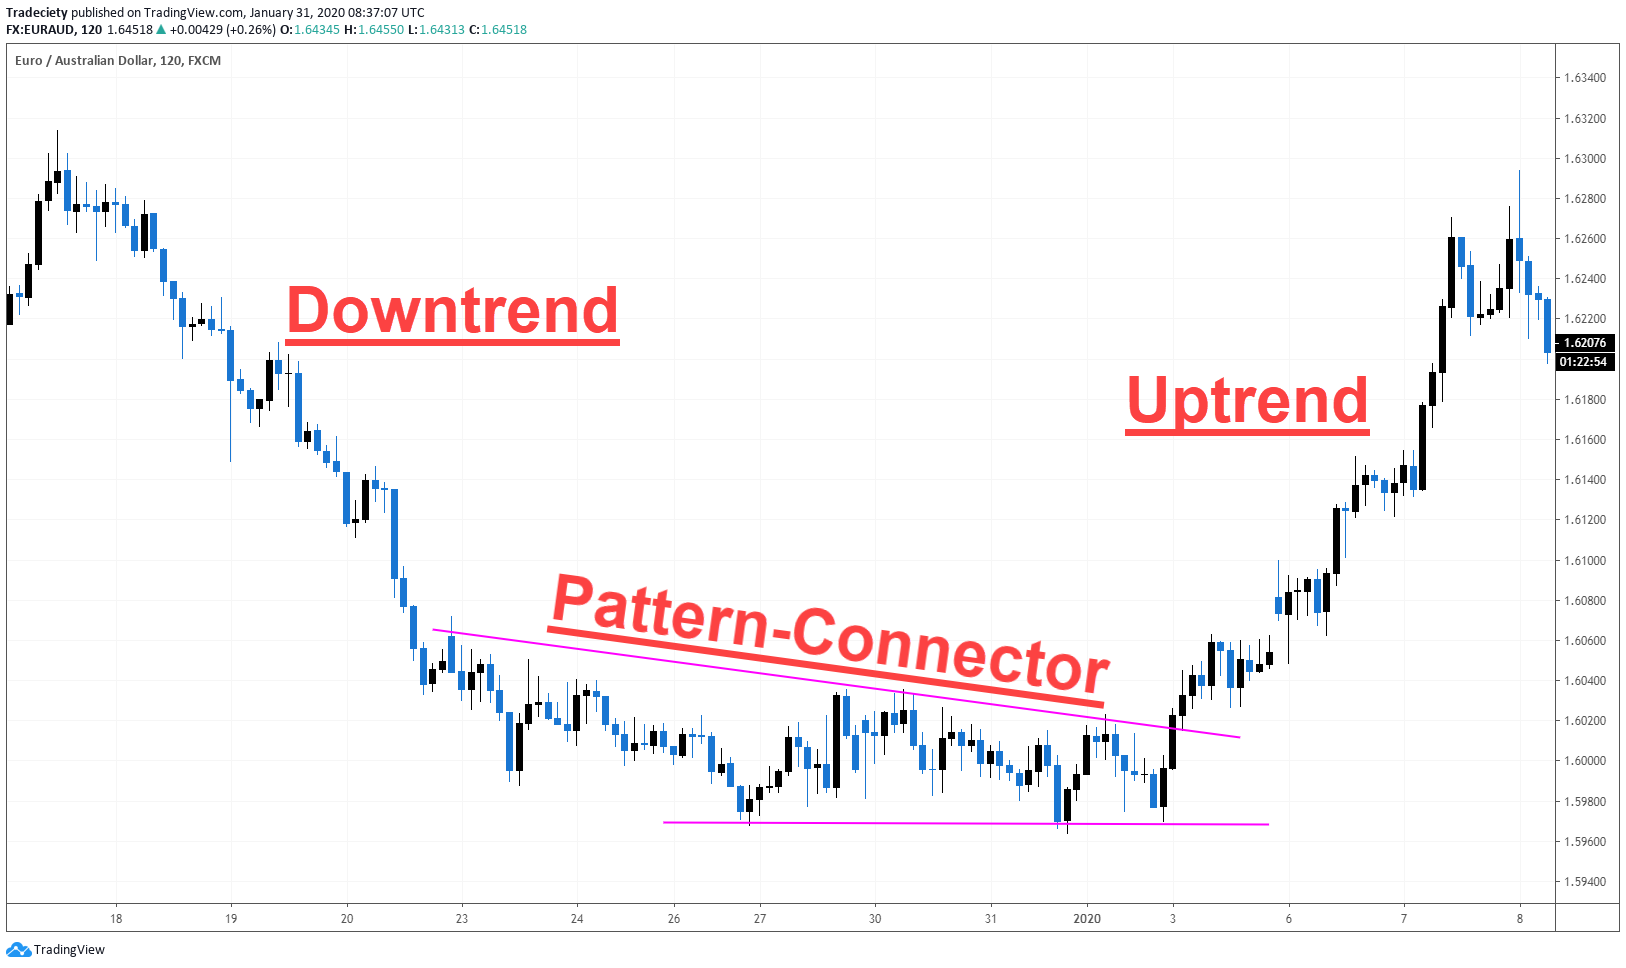 Tradeciety published on TradingView.com, January 31, 2020 08:37:07 UTC
FX:EURAUD, 120 1.64518 ▲ +0.00429 (+0.26%) O:1.64345 H:1.64550 L:1.64313 C:1.64518
Euro / Australian Dollar, 120, FXCM
1.63400
1.63200
1.63000
1.62800
1.62600
1.62400
Downtrend
1.62200
1.62076
01:22:54
Uptrend
1.61800
1.61600
1.61400
1.61200
1.61000
Pattern-Connector
1.60800
1.60600
1.60400
1.60200
1.60000
1.59800
1.59600
1.59400
18 19 20 23 24 26 27 30 31 2020 3 6 7 8
TradingView